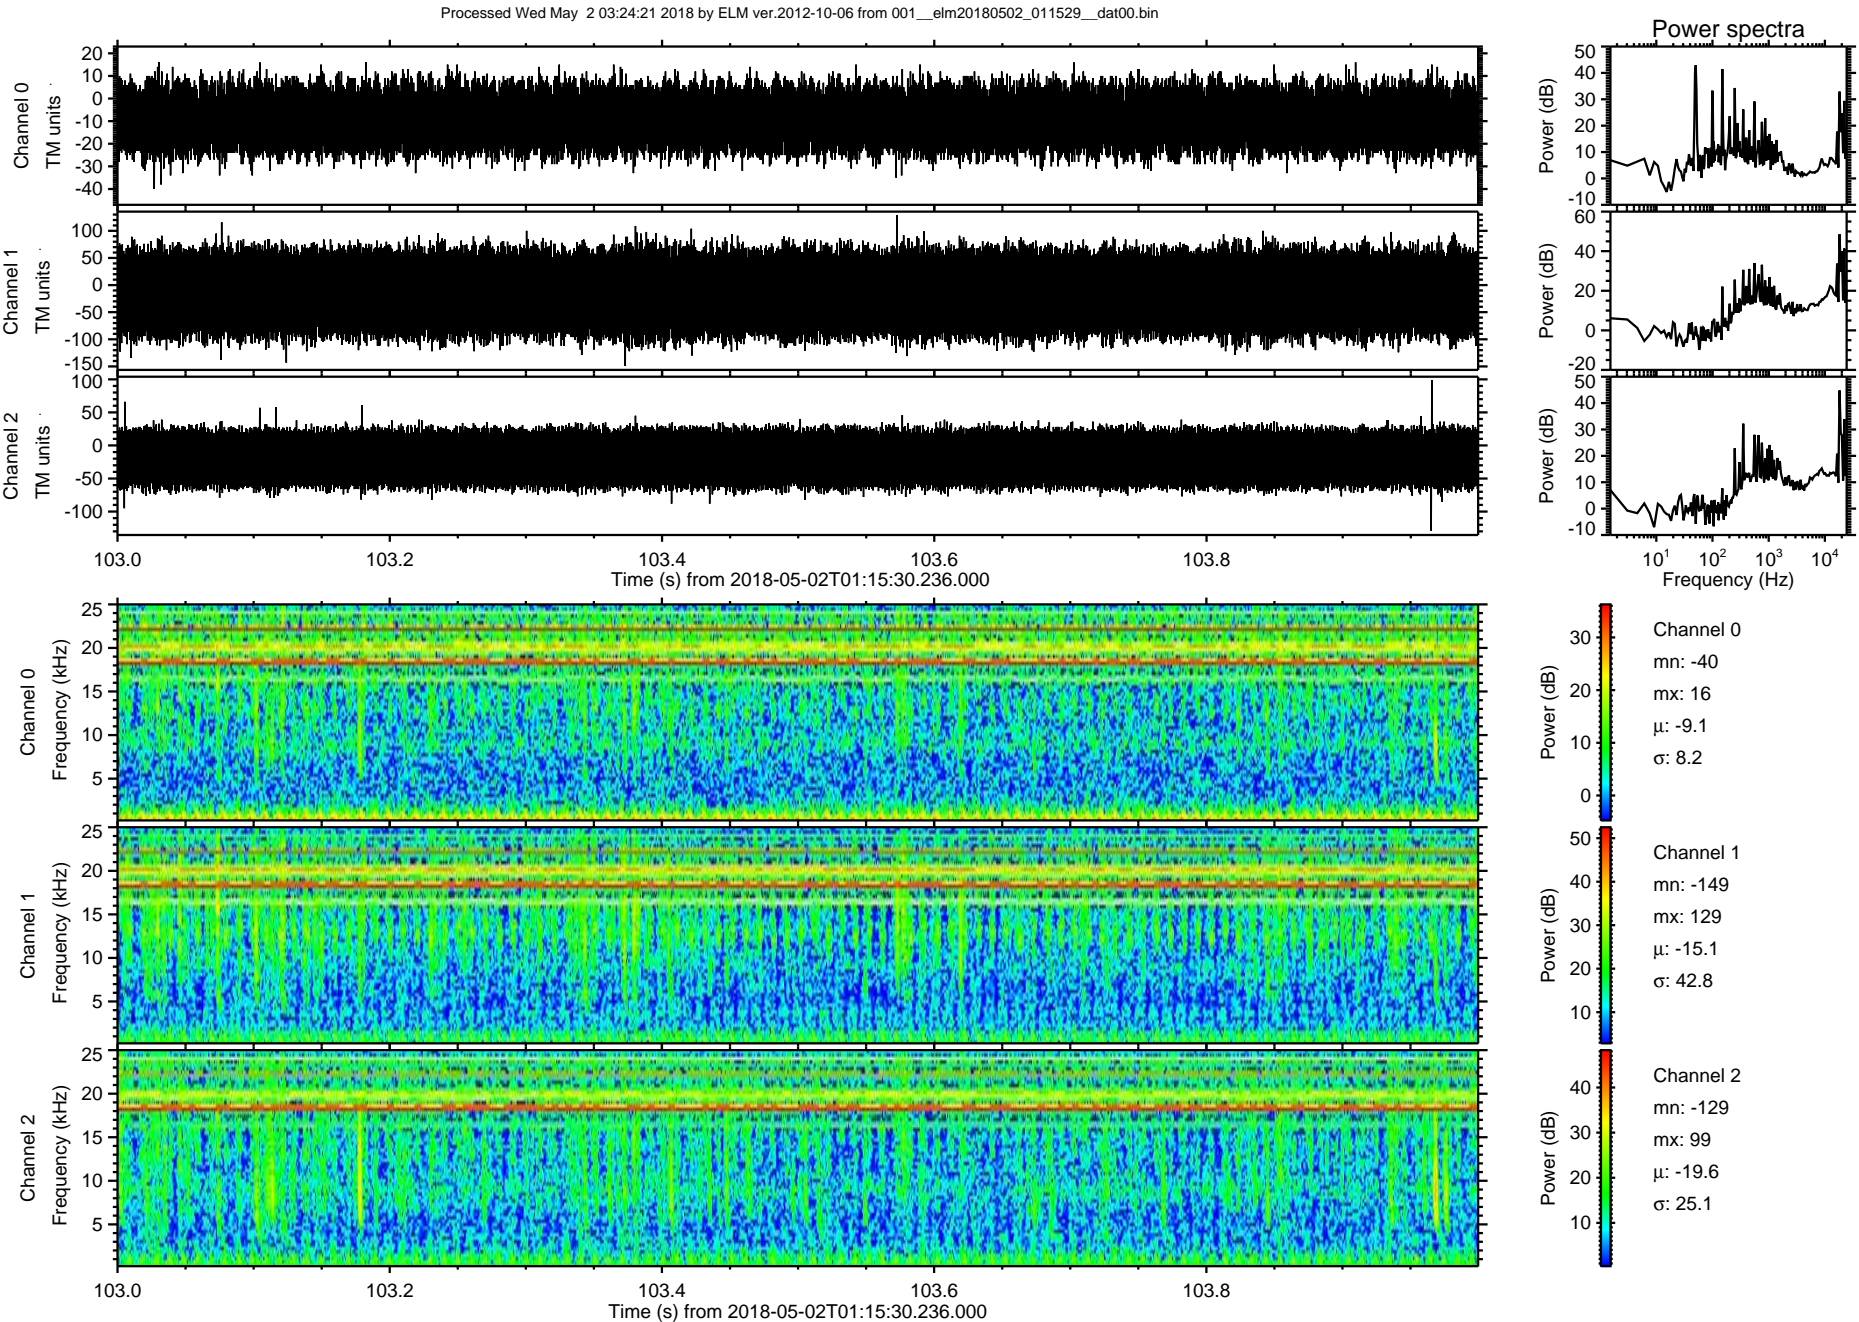 Processed Wed May  2 03:24:21 2018 by ELM ver.2012-10-06 from 001__elm20180502_011529__dat00.bin
Power spectra
Channel 0
TM units
20
10
0
-10
-20
-30
-40
Power (dB)
50
40
30
20
10
0
-10
Channel 1
TM units
100
50
0
-50
-100
-150
Power (dB)
60
40
20
0
-20
Channel 2
TM units
100
50
0
-50
-100
Power (dB)
50
40
30
20
10
0
-10
103.0 103.2 103.4 103.6 103.8
Time (s) from 2018-05-02T01:15:30.236.000
10¹ 10² 10³ 10⁴
Frequency (Hz)
Channel 0
Frequency (kHz)
25
20
15
10
5
Power (dB)
30
20
10
0
Channel 0
mn: -40
mx: 16
μ: -9.1
σ: 8.2
Channel 1
Frequency (kHz)
25
20
15
10
5
Power (dB)
50
40
30
20
10
Channel 1
mn: -149
mx: 129
μ: -15.1
σ: 42.8
Channel 2
Frequency (kHz)
25
20
15
10
5
Power (dB)
40
30
20
10
Channel 2
mn: -129
mx: 99
μ: -19.6
σ: 25.1
103.0 103.2 103.4 103.6 103.8
Time (s) from 2018-05-02T01:15:30.236.000